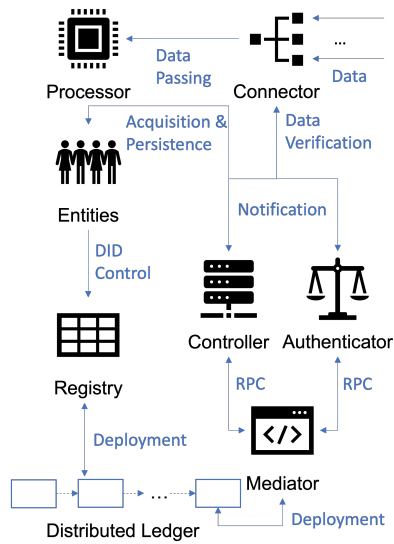 Data
Passing
...
Data
Processor
Connector
Acquisition &
Persistence
Data
Verification
Entities
Notification
DID
Control
Controller
Authenticator
Registry
RPC
RPC
Deployment
</>
Mediator
...
Deployment
Distributed Ledger